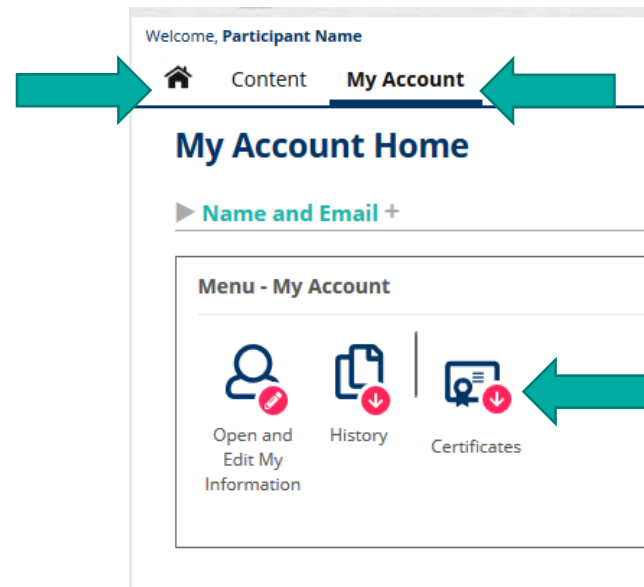 Welcome, Participant Name
Content My Account
My Account Home
Name and Email +
Menu - My Account
Open and
Edit My
Information
History
Certificates